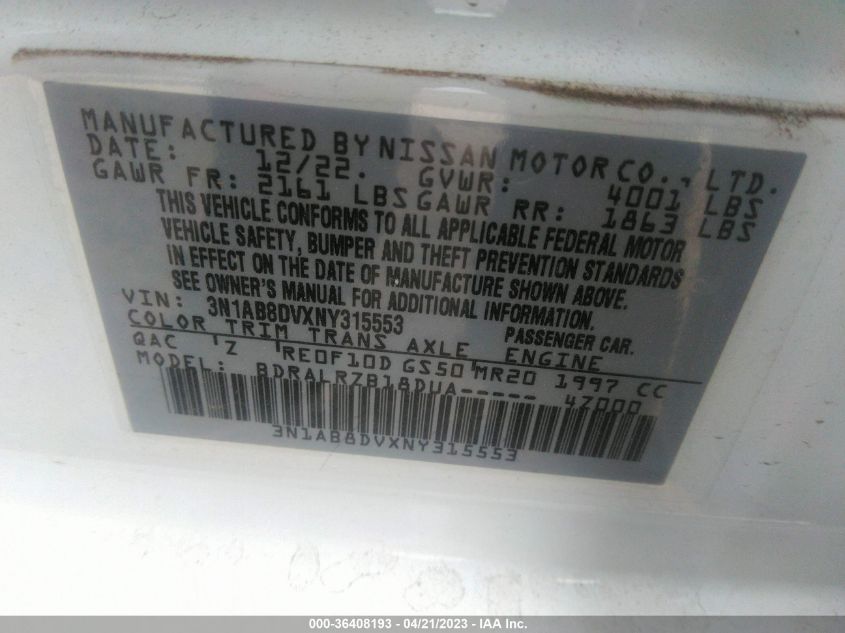 MANUFACTURED BY NISSAN MOTOR CO., LTD.
DATE: 12/22. GVWR: 4001 LBS
GAWR FR: 2161 LBS GAWR RR: 1863 LBS
THIS VEHICLE CONFORMS TO ALL APPLICABLE FEDERAL MOTOR
VEHICLE SAFETY, BUMPER AND THEFT PREVENTION STANDARDS
IN EFFECT ON THE DATE OF MANUFACTURE SHOWN ABOVE.
SEE OWNER'S MANUAL FOR ADDITIONAL INFORMATION.
VIN: 3N1AB8DVXNY315553 PASSENGER CAR.
COLOR TRIM TRANS AXLE ENGINE
QAC Z RE0F10D GS50 MR20 1997 CC
MODEL: BDRALRZB18DUA----- 4Z000
3N1AB8DVXNY315553
000-36408193 - 04/21/2023 - IAA Inc.